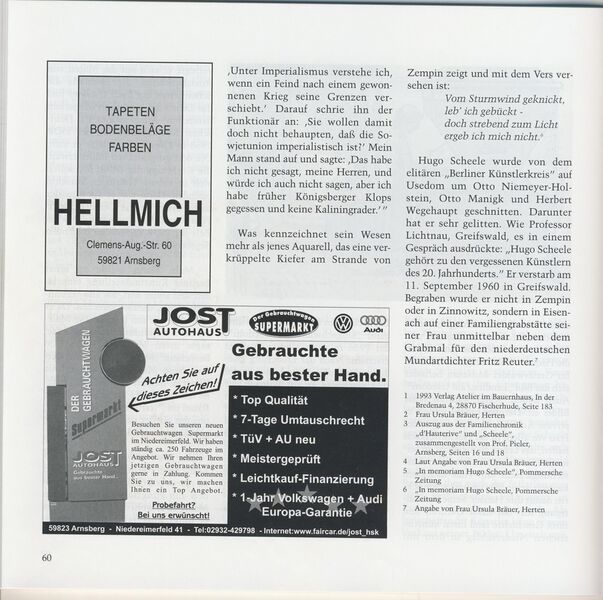 TAPETEN
BODENBELÄGE
FARBEN
HELLMICH
Clemens-Aug.-Str. 60
59821 Arnsberg
‚Unter Imperialismus verstehe ich,
wenn ein Feind nach einem gewon-
nenen Krieg seine Grenzen ver-
schiebt.‘ Darauf schrie ihn der
Funktionär an: ‚Sie wollen damit
doch nicht behaupten, daß die So-
wjetunion imperialistisch ist?‘ Mein
Mann stand auf und sagte: ‚Das habe
ich nicht gesagt, meine Herren, und
würde ich auch nicht sagen, aber ich
habe früher Königsberger Klops
gegessen und keine Kaliningrader.‘ “
Was kennzeichnet sein Wesen
mehr als jenes Aquarell, das eine ver-
krüppelte Kiefer am Strande von
Zempin zeigt und mit dem Vers ver-
sehen ist:
Vom Sturmwind geknickt,
leb’ ich gebückt -
doch strebend zum Licht
ergeb ich mich nicht.⁶
Hugo Scheele wurde von dem
elitären „Berliner Künstlerkreis“ auf
Usedom um Otto Niemeyer-Hol-
stein, Otto Manigk und Herbert
Wegehaupt geschnitten. Darunter
hat er sehr gelitten. Wie Professor
Lichtnau, Greifswald, es in einem
Gespräch ausdrückte: „Hugo Scheele
gehört zu den vergessenen Künstlern
des 20. Jahrhunderts.“ Er verstarb am
11. September 1960 in Greifswald.
Begraben wurde er nicht in Zempin
oder in Zinnowitz, sondern in Eisen-
ach auf einer Familiengrabstätte sei-
ner Frau unmittelbar neben dem
Grabmal für den niederdeutschen
Mundartdichter Fritz Reuter.⁷
1 1993 Verlag Atelier im Bauernhaus, In der
Bredenau 4, 28870 Fischerhude, Seite 183
2 Frau Ursula Bräuer, Herten
3 Auszug aus der Familienchronik
„d’Hauterive“ und „Scheele“,
zusammengestellt von Prof. Pieler,
Arnsberg, Seiten 16 und 18
4 Laut Angabe von Frau Ursula Bräuer, Herten
5 „In memoriam Hugo Scheele“, Pommersche
Zeitung
6 „In memoriam Hugo Scheele, Pommersche
Zeitung
7 Angabe von Frau Ursula Bräuer, Herten
JOST
AUTOHAUS
Der Gebrauchtwagen
SUPERMARKT
Audi
Gebrauchte
aus bester Hand.
DER
GEBRAUCHTWAGEN
Supermarkt
JOST
AUTOHAUS
Gebrauchte
aus bester Hand.
Achten Sie auf
dieses Zeichen!
Besuchen Sie unseren neuen
Gebrauchtwagen Supermarkt
im Niedereimerfeld. Wir haben
ständig ca. 250 Fahrzeuge im
Angebot. Wir nehmen Ihren
jetzigen Gebrauchtwagen
gerne in Zahlung. Kommen
Sie zu uns, wir machen
Ihnen ein Top Angebot.
Probefahrt?
Bei uns erwünscht!
* Top Qualität
* 7-Tage Umtauschrecht
* TüV + AU neu
* Meistergeprüft
* Leichtkauf-Finanzierung
* 1-Jahr Volkswagen + Audi
Europa-Garantie
59823 Arnsberg - Niedereimerfeld 41 - Tel:02932-429798 - Internet:www.faircar.de/jost_hsk
60